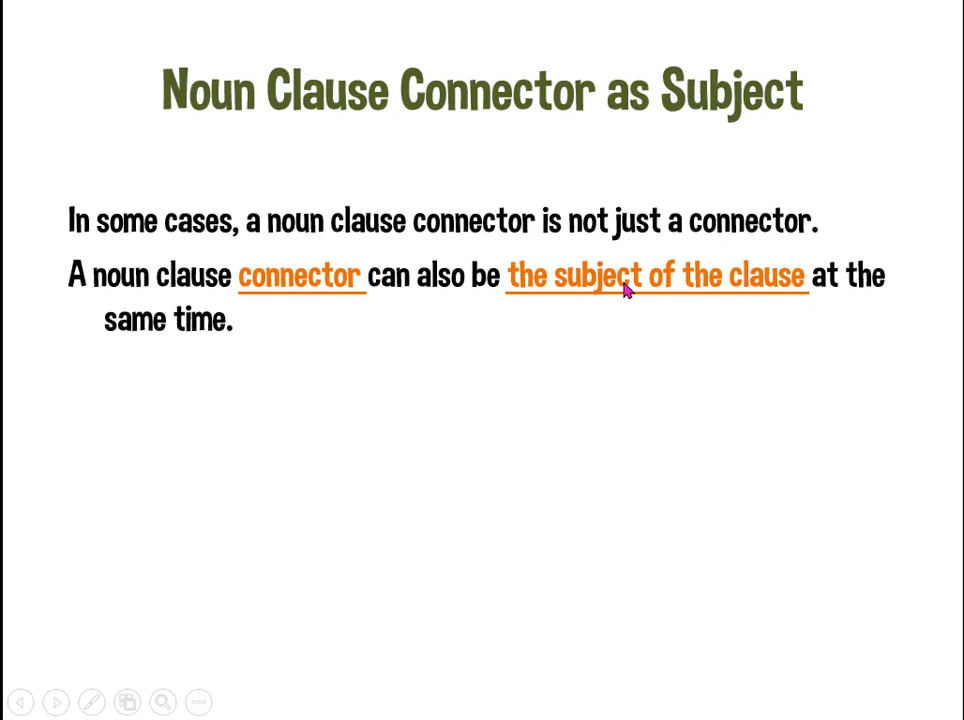 Noun Clause Connector as Subject
In some cases, a noun clause connector is not just a connector.
A noun clause connector can also be the subject of the clause at the
same time.